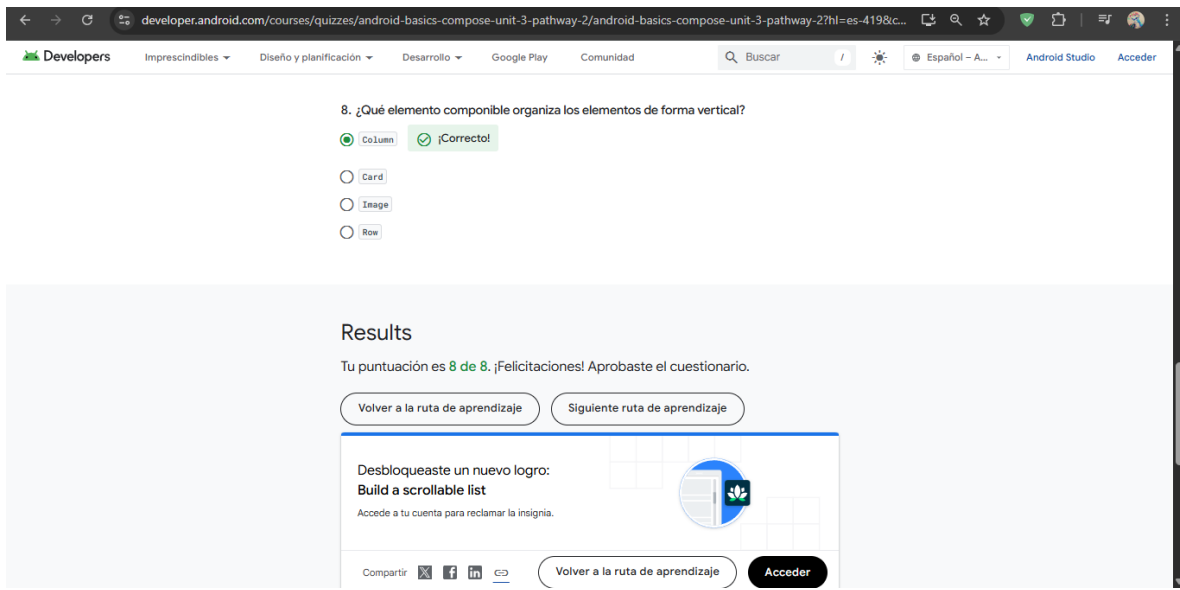 developer.android.com/courses/quizzes/android-basics-compose-unit-3-pathway-2/android-basics-compose-unit-3-pathway-2?hl=es-419&c...
Developers Imprescindibles Diseño y planificación Desarrollo Google Play Comunidad Buscar / Español – A... Android Studio Acceder
8. ¿Qué elemento componible organiza los elementos de forma vertical?
Column ¡Correcto!
Card
Image
Row
Results
Tu puntuación es 8 de 8. ¡Felicitaciones! Aprobaste el cuestionario.
Volver a la ruta de aprendizaje Siguiente ruta de aprendizaje
Desbloqueaste un nuevo logro:
Build a scrollable list
Accede a tu cuenta para reclamar la insignia.
Compartir Volver a la ruta de aprendizaje Acceder